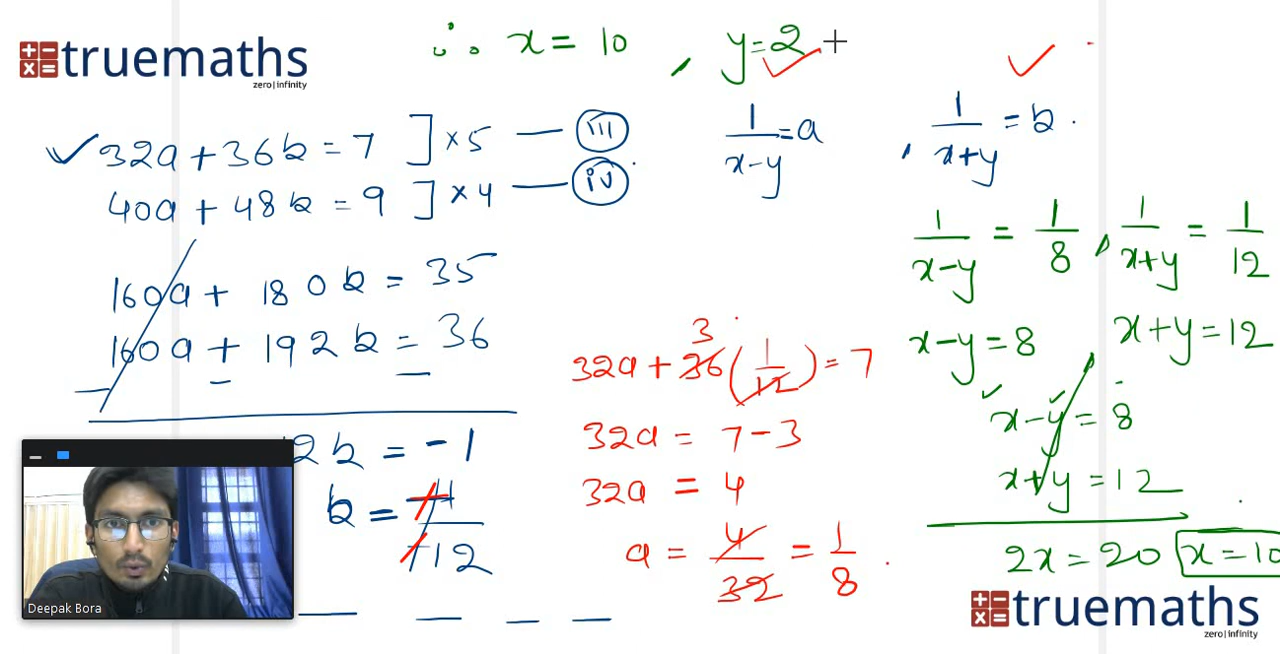 truemaths
zero|infinity
∴ x = 10 , y = 2
32a + 36b = 7 ] × 5 — (iii)
40a + 48b = 9 ] × 4 — (iv)
160a + 180b = 35
160a + 192b = 36
2b = -1
b = -1/-12
1/(x-y) = a , 1/(x+y) = b .
32a + 36 3 (1/12) = 7
32a = 7 - 3
32a = 4
a = 4/32 = 1/8 .
1/(x-y) = 1/8 , 1/(x+y) = 1/12
x - y = 8 , x + y = 12
x - y = 8
x + y = 12
2x = 20 x = 10
Deepak Bora
truemaths
zero|infinity